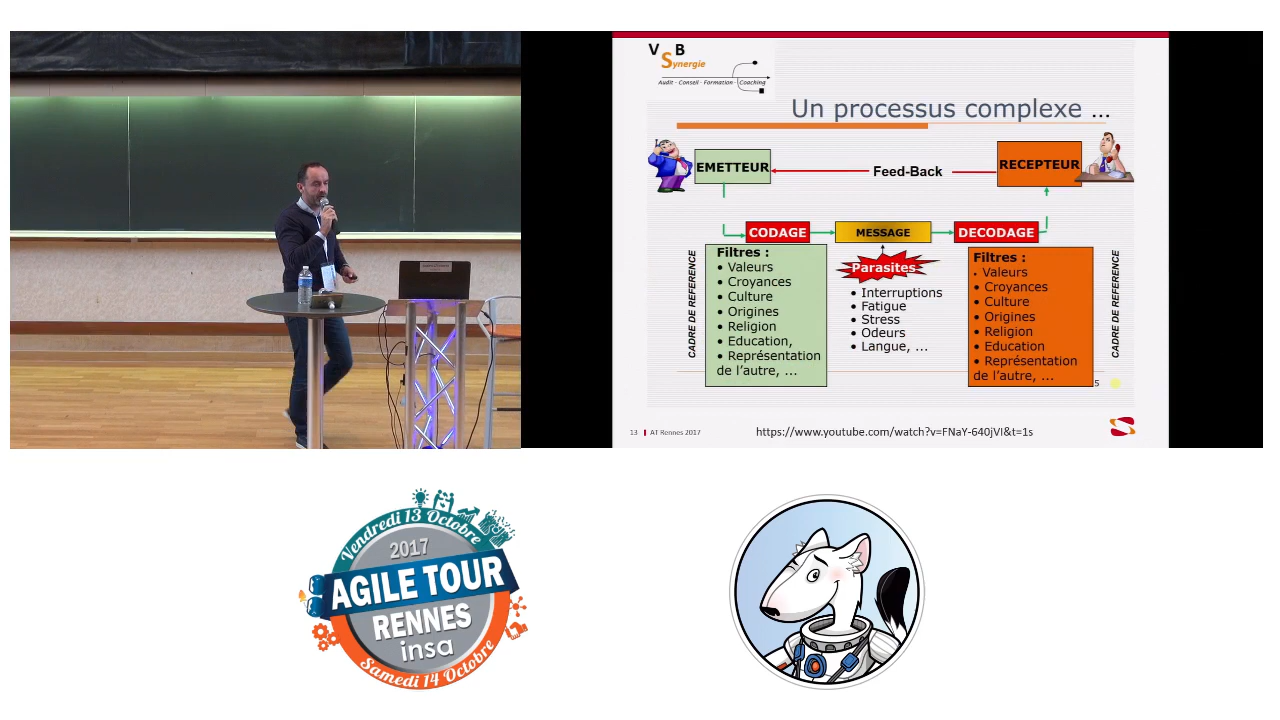 V B
Synergie
Audit - Conseil - Formation - Coaching
Un processus complexe ...
EMETTEUR
Feed-Back
RECEPTEUR
CODAGE
MESSAGE
DECODAGE
CADRE DE REFERENCE
Filtres :
• Valeurs
• Croyances
• Culture
• Origines
• Religion
• Education,
• Représentation
de l'autre, ...
Parasites
• Interruptions
• Fatigue
• Stress
• Odeurs
• Langue, ...
Filtres :
• Valeurs
• Croyances
• Culture
• Origines
• Religion
• Education
• Représentation
de l'autre, ...
CADRE DE REFERENCE
5
13 | AT Rennes 2017
https://www.youtube.com/watch?v=FNaY-640jVI&t=1s
Vendredi 13 Octobre
2017
AGILE TOUR
RENNES
insa
Samedi 14 Octobre